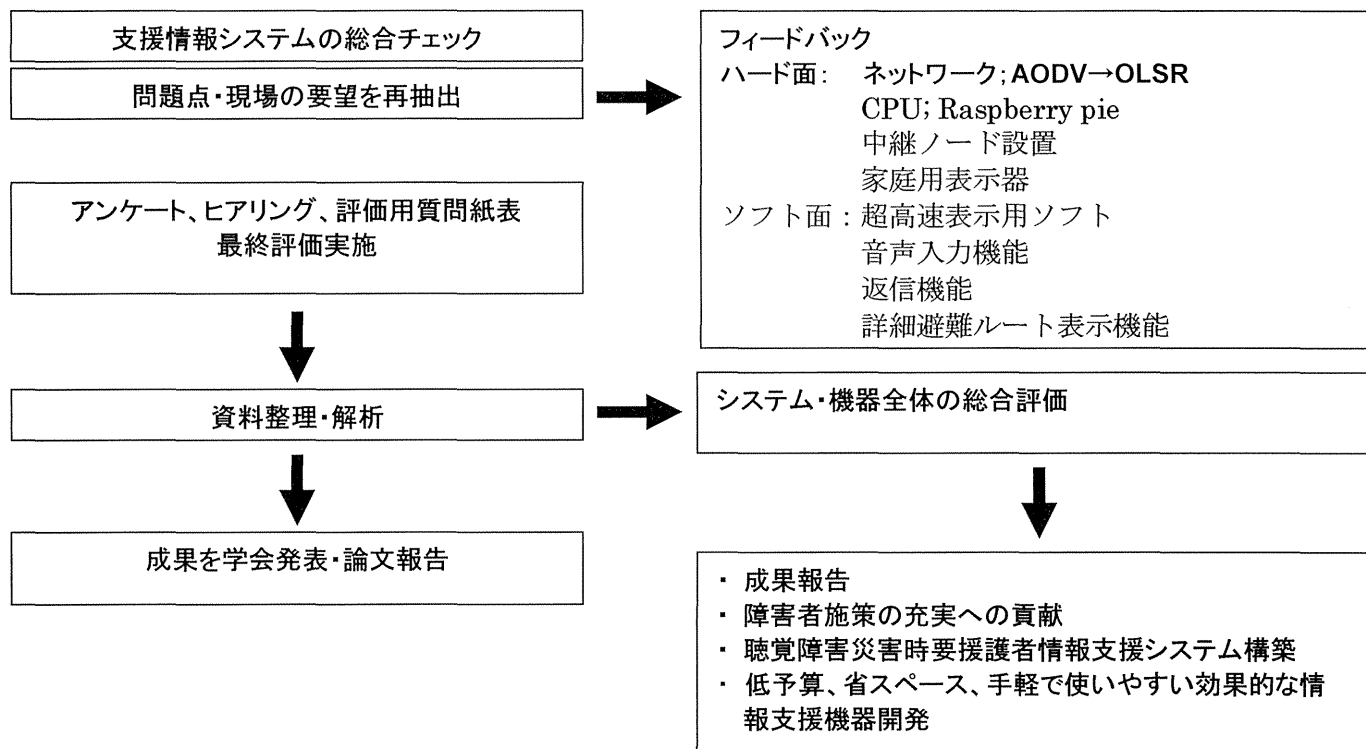 支援情報システムの総合チェック
問題点・現場の要望を再抽出
フィードバック
ハード面： ネットワーク；AODV→OLSR
CPU; Raspberry pie
中継ノード設置
家庭用表示器
ソフト面：超高速表示用ソフト
音声入力機能
返信機能
詳細避難ルート表示機能
アンケート、ヒアリング、評価用質問紙表
最終評価実施
資料整理・解析
システム・機器全体の総合評価
成果を学会発表・論文報告
・ 成果報告
・ 障害者施策の充実への貢献
・ 聴覚障害災害時要援護者情報支援システム構築
・ 低予算、省スペース、手軽で使いやすい効果的な情
報支援機器開発